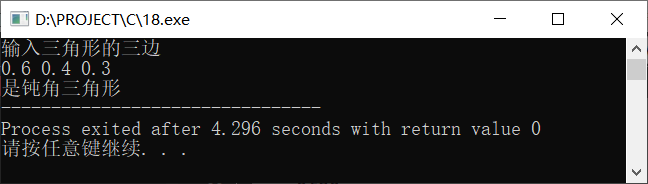 D:\PROJECT\C\18.exe
输入三角形的三边
0.6 0.4 0.3
是钝角三角形
--------------------------------
Process exited after 4.296 seconds with return value 0
请按任意键继续. . .